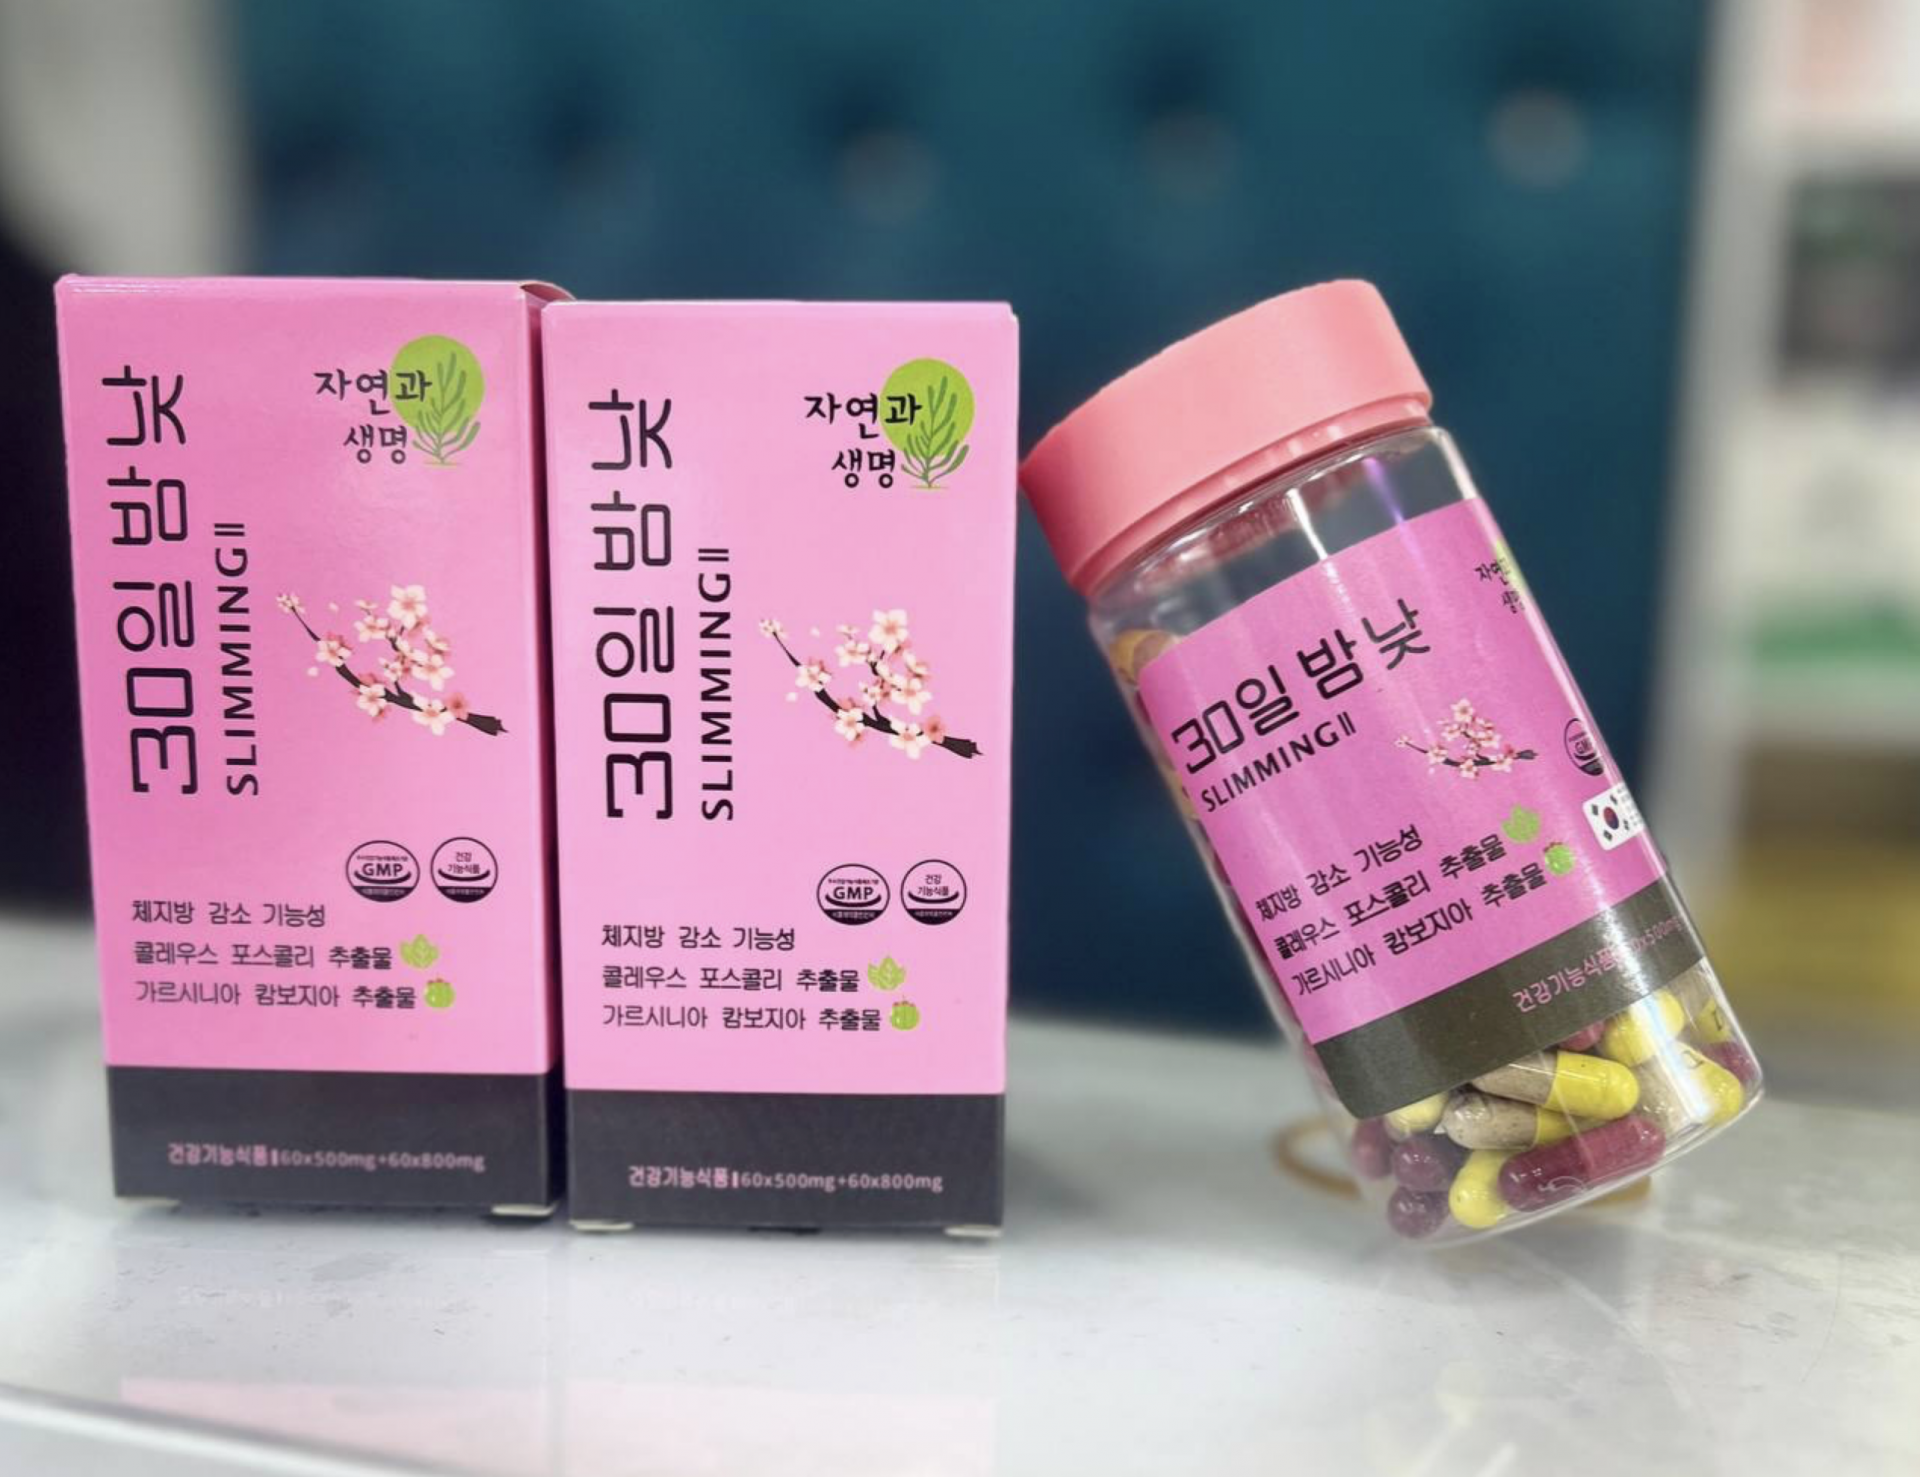 30일 밤 낮
SLIMMINGⅡ
자연과
생명
GMP
건강
기능식품
체지방 감소 기능성
콜레우스 포스콜리 추출물
가르시니아 캄보지아 추출물
건강기능식품 60x500mg+60x800mg
30일 밤 낮
SLIMMINGⅡ
자연과
생명
GMP
건강
기능식품
체지방 감소 기능성
콜레우스 포스콜리 추출물
가르시니아 캄보지아 추출물
건강기능식품 60x500mg+60x800mg
자연과
생명
30일 밤 낮
SLIMMINGⅡ
체지방 감소 기능성
콜레우스 포스콜리 추출물
가르시니아 캄보지아 추출물
건강기능식품